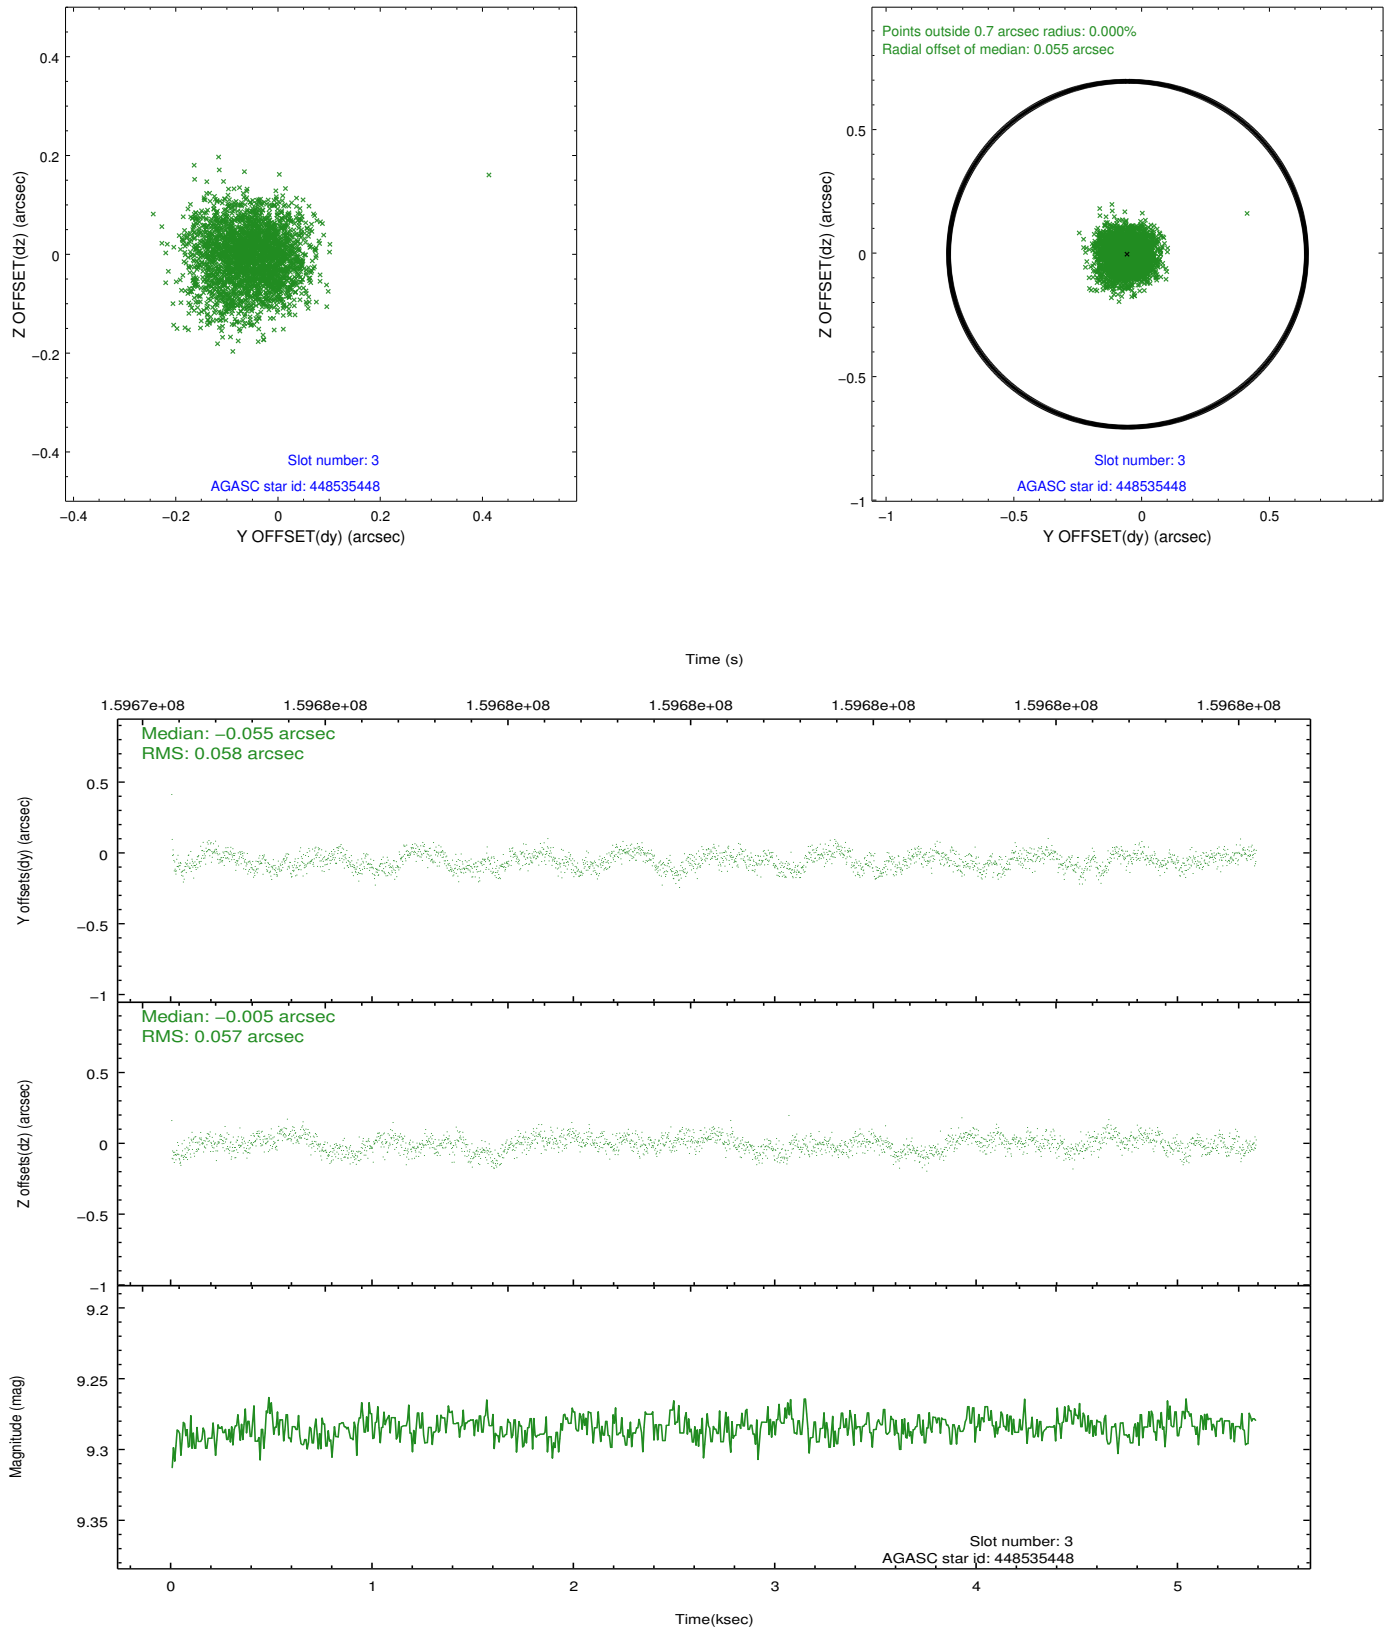 0.4
0.2
0
−0.2
−0.4
Z OFFSET(dz) (arcsec)
Slot number: 3
AGASC star id: 448535448
−0.4 −0.2 0 0.2 0.4
Y OFFSET(dy) (arcsec)
Points outside 0.7 arcsec radius: 0.000%
Radial offset of median: 0.055 arcsec
0.5
0
−0.5
−1
Z OFFSET(dz) (arcsec)
Slot number: 3
AGASC star id: 448535448
−1 −0.5 0 0.5
Y OFFSET(dy) (arcsec)
Time (s)
1.5967e+08 1.5968e+08 1.5968e+08 1.5968e+08 1.5968e+08 1.5968e+08 1.5968e+08
Median: −0.055 arcsec
RMS: 0.058 arcsec
0.5
0
−0.5
−1
Y offsets(dy) (arcsec)
Median: −0.005 arcsec
RMS: 0.057 arcsec
0.5
0
−0.5
−1
Z offsets(dz) (arcsec)
9.2
9.25
9.3
9.35
Magnitude (mag)
Slot number: 3
AGASC star id: 448535448
0 1 2 3 4 5
Time(ksec)